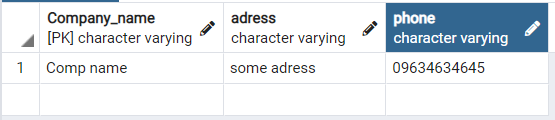 Company_name adress phone
[PK] character varying character varying character varying
1 Comp name some adress 09634634645